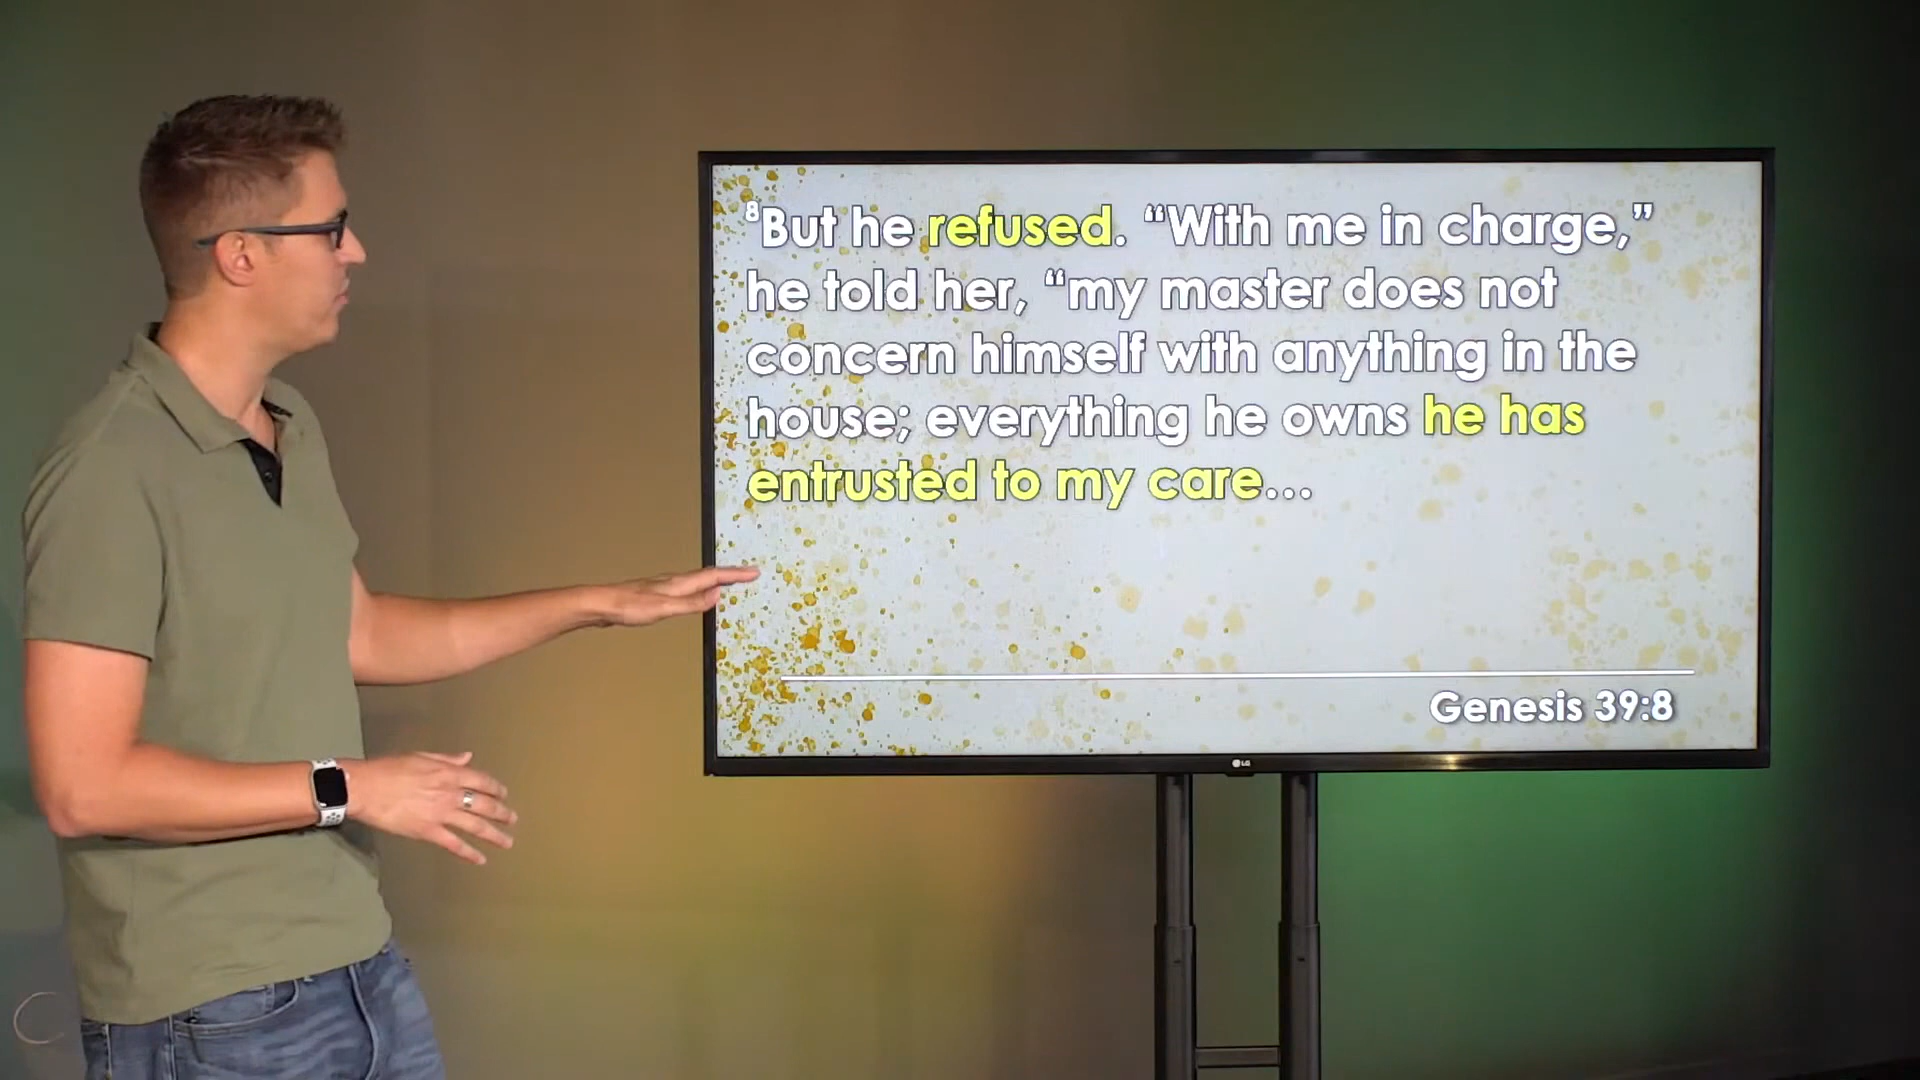 ⁸But he refused. “With me in charge,”
he told her, “my master does not
concern himself with anything in the
house; everything he owns he has
entrusted to my care...
Genesis 39:8
LG